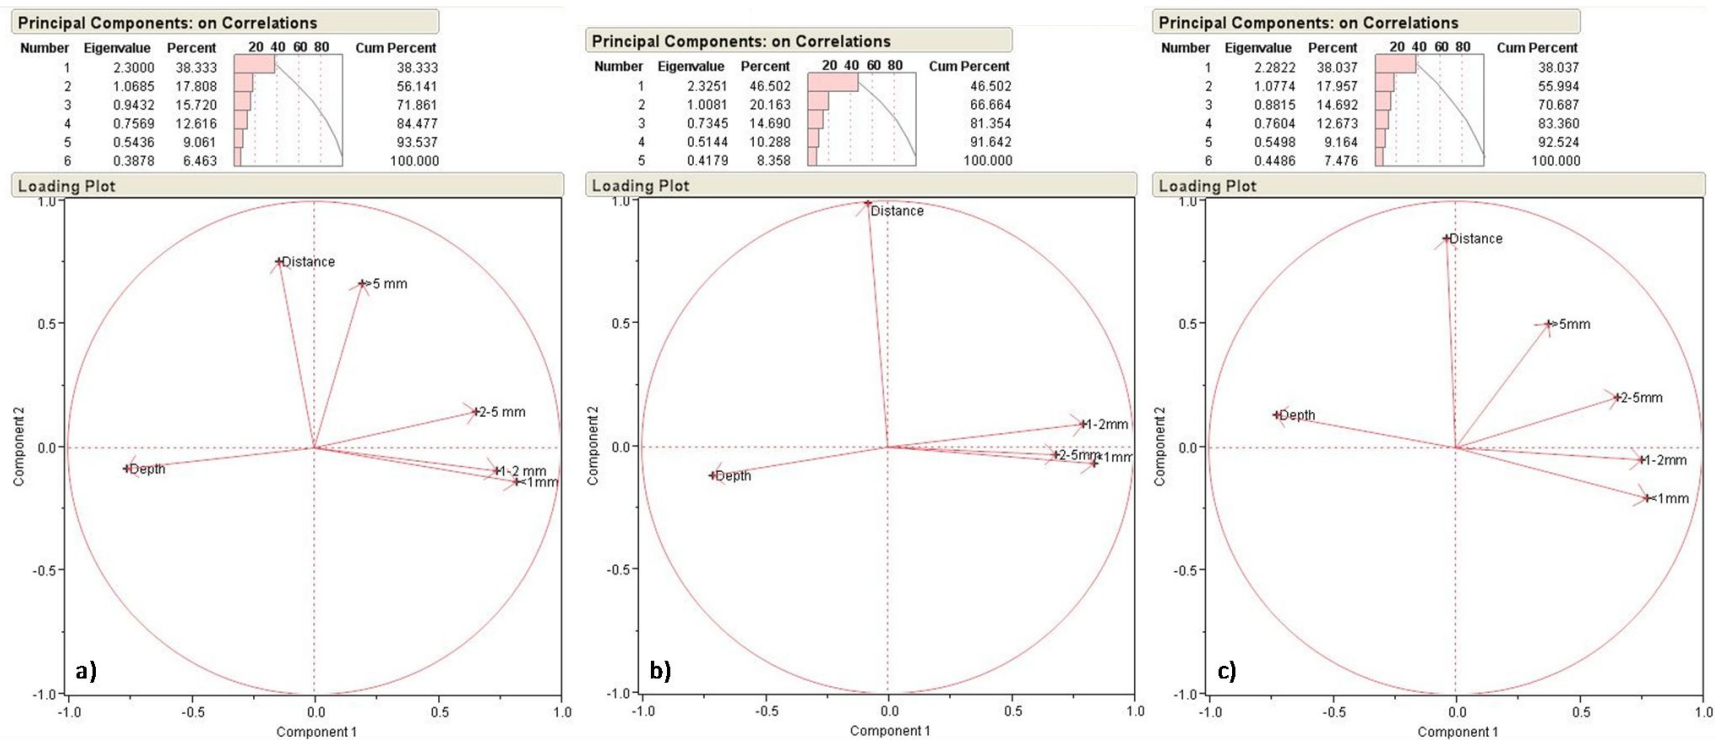 Principal Components: on Correlations
Number Eigenvalue Percent 20 40 60 80 Cum Percent
1 2.3000 38.333 38.333
2 1.0685 17.808 56.141
3 0.9432 15.720 71.861
4 0.7569 12.616 84.477
5 0.5436 9.061 93.537
6 0.3878 6.463 100.000
Loading Plot
1.0
Distance
>5 mm
0.5
2-5 mm
0.0
1-2 mm
Depth
<1mm
-0.5
a)
-1.0
-1.0 -0.5 0.0 0.5 1.0
Component 1
Component 2
Principal Components: on Correlations
Number Eigenvalue Percent 20 40 60 80 Cum Percent
1 2.3251 46.502 46.502
2 1.0081 20.163 66.664
3 0.7345 14.690 81.354
4 0.5144 10.288 91.642
5 0.4179 8.358 100.000
Loading Plot
1.0
Distance
0.5
1-2mm
0.0
2-5mm
<1mm
Depth
-0.5
b)
-1.0
-1.0 -0.5 0.0 0.5 1.0
Component 1
Component 2
Principal Components: on Correlations
Number Eigenvalue Percent 20 40 60 80 Cum Percent
1 2.2822 38.037 38.037
2 1.0774 17.957 55.994
3 0.8815 14.692 70.687
4 0.7604 12.673 83.360
5 0.5498 9.164 92.524
6 0.4486 7.476 100.000
Loading Plot
1.0
Distance
0.5
>5mm
2-5mm
Depth
0.0
1-2mm
<1mm
-0.5
c)
-1.0
-1.0 -0.5 0.0 0.5 1.0
Component 1
Component 2